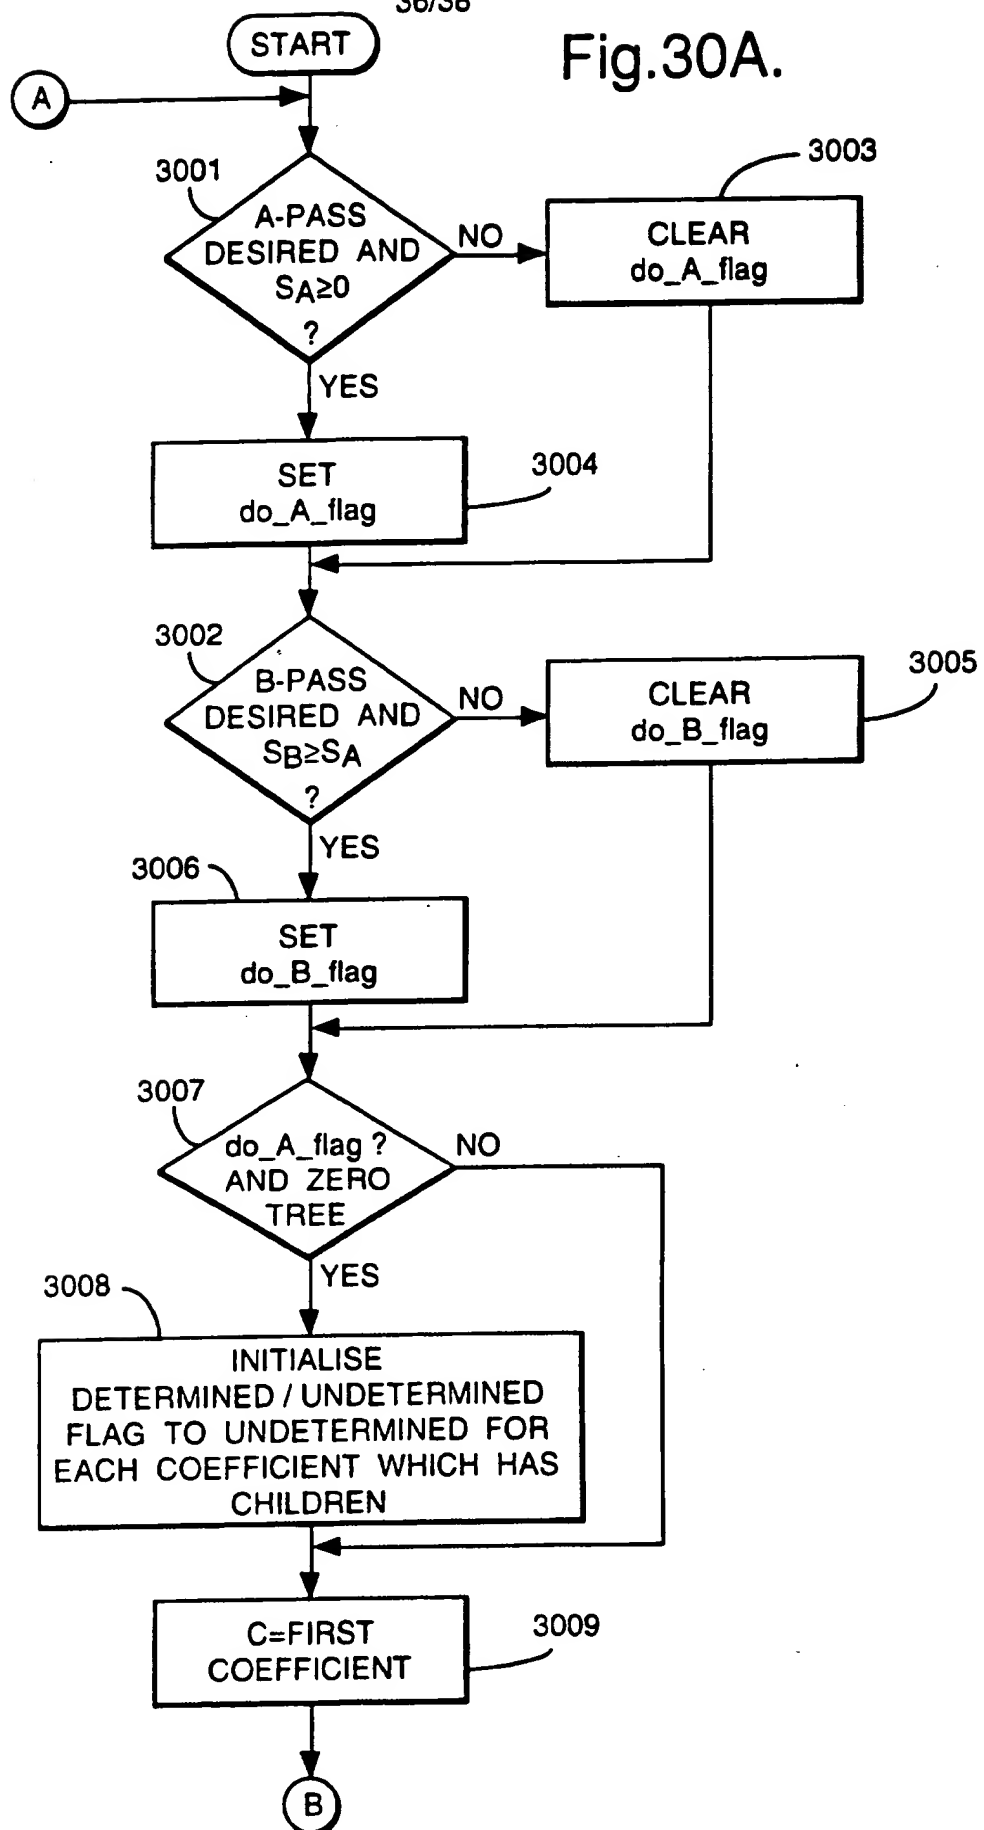 36/38
START
Fig.30A.
A
3001
A-PASS
DESIRED AND
SA≥0
?
NO
3003
CLEAR
do_A_flag
YES
SET
do_A_flag
3004
3002
B-PASS
DESIRED AND
SB≥SA
?
NO
CLEAR
do_B_flag
3005
YES
3006
SET
do_B_flag
3007
do_A_flag ?
AND ZERO
TREE
NO
YES
3008
INITIALISE
DETERMINED / UNDETERMINED
FLAG TO UNDETERMINED FOR
EACH COEFFICIENT WHICH HAS
CHILDREN
C=FIRST
COEFFICIENT
3009
B